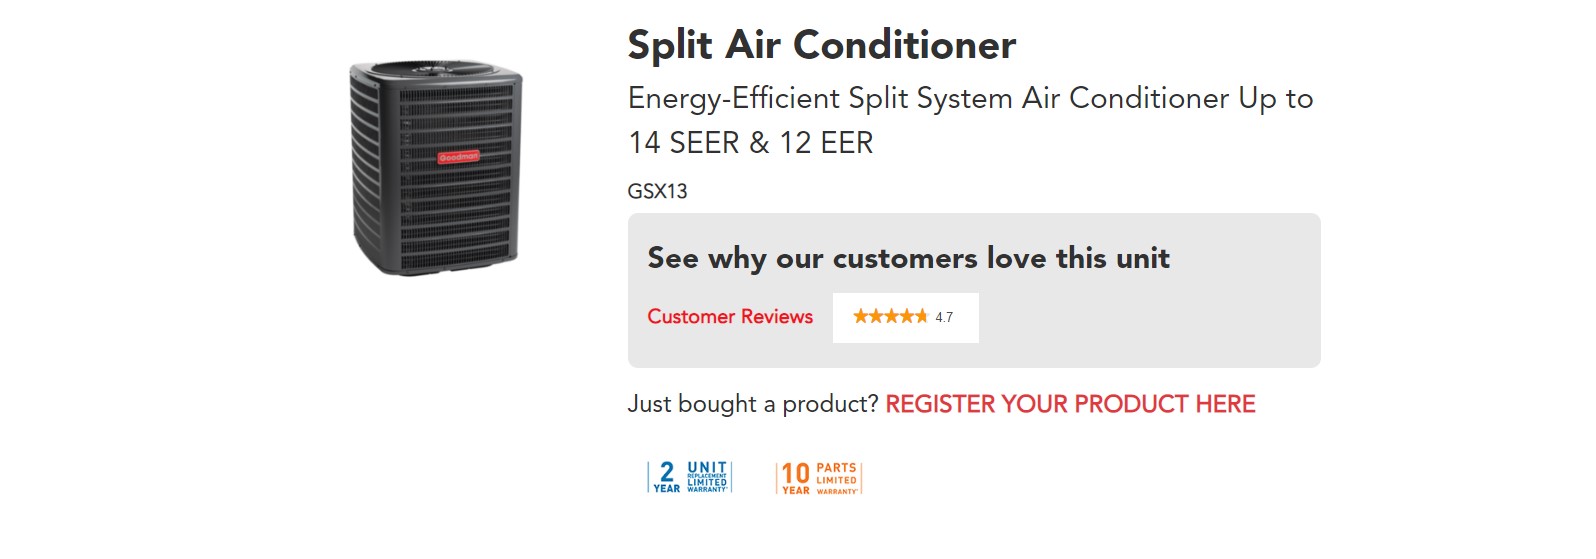 Split Air Conditioner
Energy-Efficient Split System Air Conditioner Up to
14 SEER & 12 EER
GSX13
Goodman
See why our customers love this unit
Customer Reviews 4.7
Just bought a product? REGISTER YOUR PRODUCT HERE
2 YEAR UNIT REPLACEMENT LIMITED WARRANTY*
10 YEAR PARTS LIMITED WARRANTY*